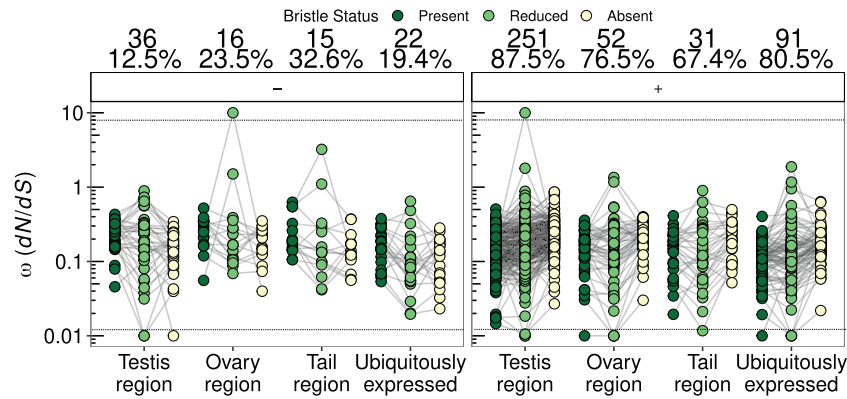 Bristle Status Present Reduced Absent
36 16 15 22 251 52 31 91
12.5% 23.5% 32.6% 19.4% 87.5% 76.5% 67.4% 80.5%
− +
10
1
0.1
0.01
ω (dN/dS)
Testis Ovary Tail Ubiquitously Testis Ovary Tail Ubiquitously
region region region expressed region region region expressed